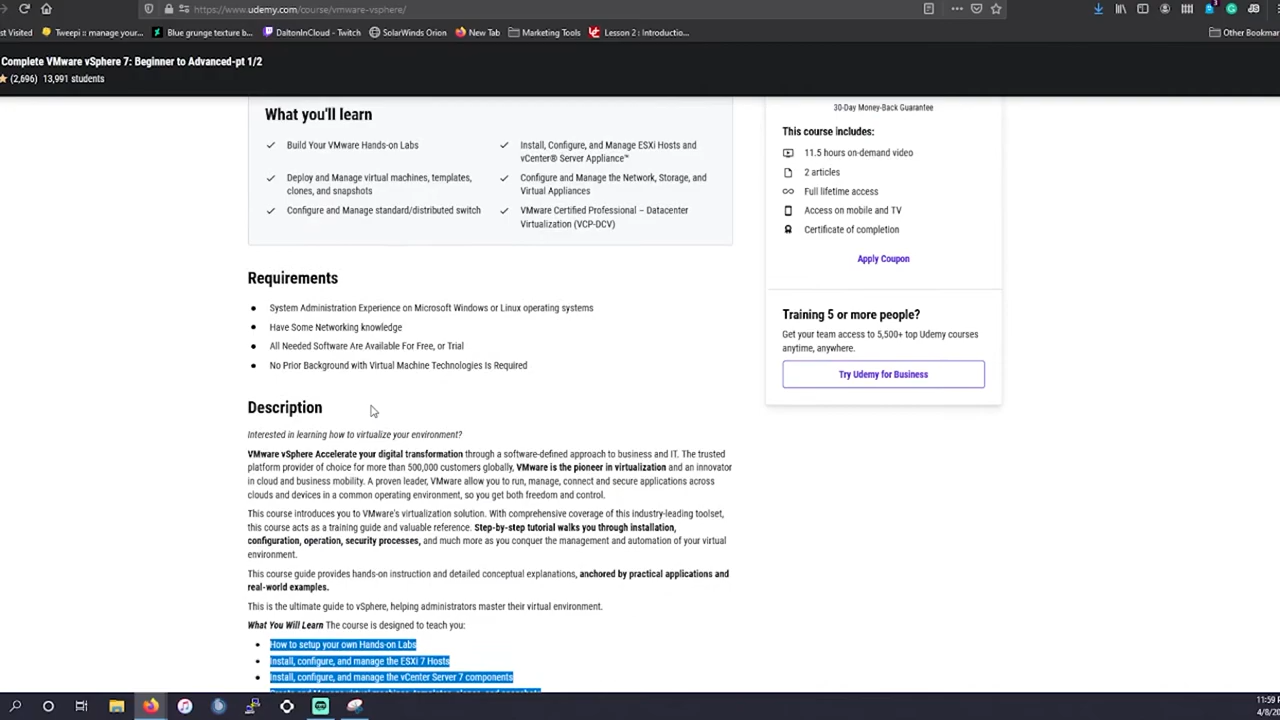 https://www.udemy.com/course/vmware-vsphere/
st Visited Tweepi :: manage your... Blue grunge texture b... DaltonInCloud - Twitch SolarWinds Orion New Tab Marketing Tools Lesson 2 : Introductio... Other Bookmar
Complete VMware vSphere 7: Beginner to Advanced-pt 1/2
(2,696) 13,991 students
What you'll learn
Build Your VMware Hands-on Labs
Deploy and Manage virtual machines, templates,
clones, and snapshots
Configure and Manage standard/distributed switch
Install, Configure, and Manage ESXi Hosts and
vCenter® Server Appliance™
Configure and Manage the Network, Storage, and
Virtual Appliances
VMware Certified Professional – Datacenter
Virtualization (VCP-DCV)
30-Day Money-Back Guarantee
This course includes:
11.5 hours on-demand video
2 articles
Full lifetime access
Access on mobile and TV
Certificate of completion
Apply Coupon
Training 5 or more people?
Get your team access to 5,500+ top Udemy courses
anytime, anywhere.
Try Udemy for Business
Requirements
System Administration Experience on Microsoft Windows or Linux operating systems
Have Some Networking knowledge
All Needed Software Are Available For Free, or Trial
No Prior Background with Virtual Machine Technologies Is Required
Description
Interested in learning how to virtualize your environment?
VMware vSphere Accelerate your digital transformation through a software-defined approach to business and IT. The trusted
platform provider of choice for more than 500,000 customers globally, VMware is the pioneer in virtualization and an innovator
in cloud and business mobility. A proven leader, VMware allow you to run, manage, connect and secure applications across
clouds and devices in a common operating environment, so you get both freedom and control.
This course introduces you to VMware's virtualization solution. With comprehensive coverage of this industry-leading toolset,
this course acts as a training guide and valuable reference. Step-by-step tutorial walks you through installation,
configuration, operation, security processes, and much more as you conquer the management and automation of your virtual
environment.
This course guide provides hands-on instruction and detailed conceptual explanations, anchored by practical applications and
real-world examples.
This is the ultimate guide to vSphere, helping administrators master their virtual environment.
What You Will Learn The course is designed to teach you:
How to setup your own Hands-on Labs
Install, configure, and manage the ESXi 7 Hosts
Install, configure, and manage the vCenter Server 7 components
11:59
4/8/20